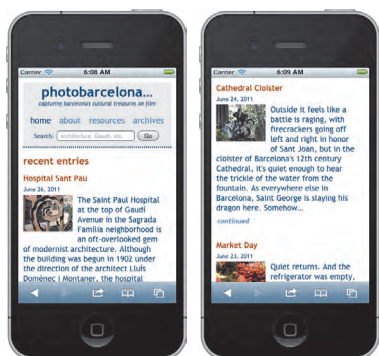 Carrier 6:08 AM
photobarcelona...
capturing barcelonas cultural treasures on film
home about resources archives
Search: architecture, Gaudí, etc. Go
recent entries
Hospital Sant Pau
June 26, 2011
The Saint Paul Hospital
at the top of Gaudí
Avenue in the Sagrada
Família neighborhood is
an oft-overlooked gem
of modernist architecture. Although
the building was begun in 1902 under
the direction of the architect Lluís
Domènec i Montaner, the hospital
Carrier 6:09 AM
Cathedral Cloister
June 24, 2011
Outside it feels like a
battle is raging, with
firecrackers going off
left and right in honor
of Sant Joan, but in the
cloister of Barcelona's 12th century
Cathedral, it's quiet enough to hear
the trickle of the water from the
fountain. As everywhere else in
Barcelona, Saint George is slaying his
dragon here. Somehow...
continued
Market Day
June 23, 2011
Quiet returns. And the
refrigerator was empty,